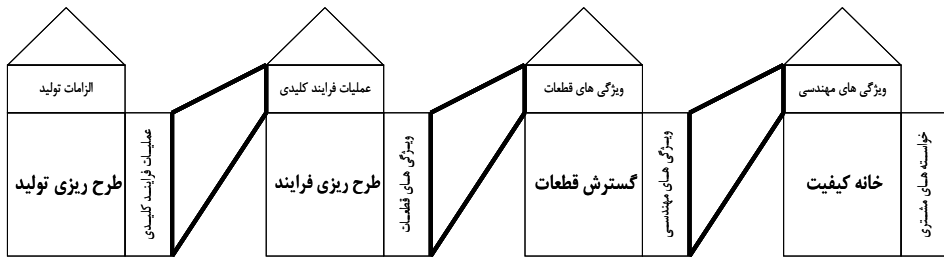 ویژگی های مهندسی
خانه کیفیت
خواسته های مشتری
ویژگی های قطعات
گسترش قطعات
ویژگی های مهندسی
عملیات فرایند کلیدی
طرح ریزی فرایند
ویژگی های قطعات
الزامات تولید
طرح ریزی تولید
عملیات فرایند کلیدی